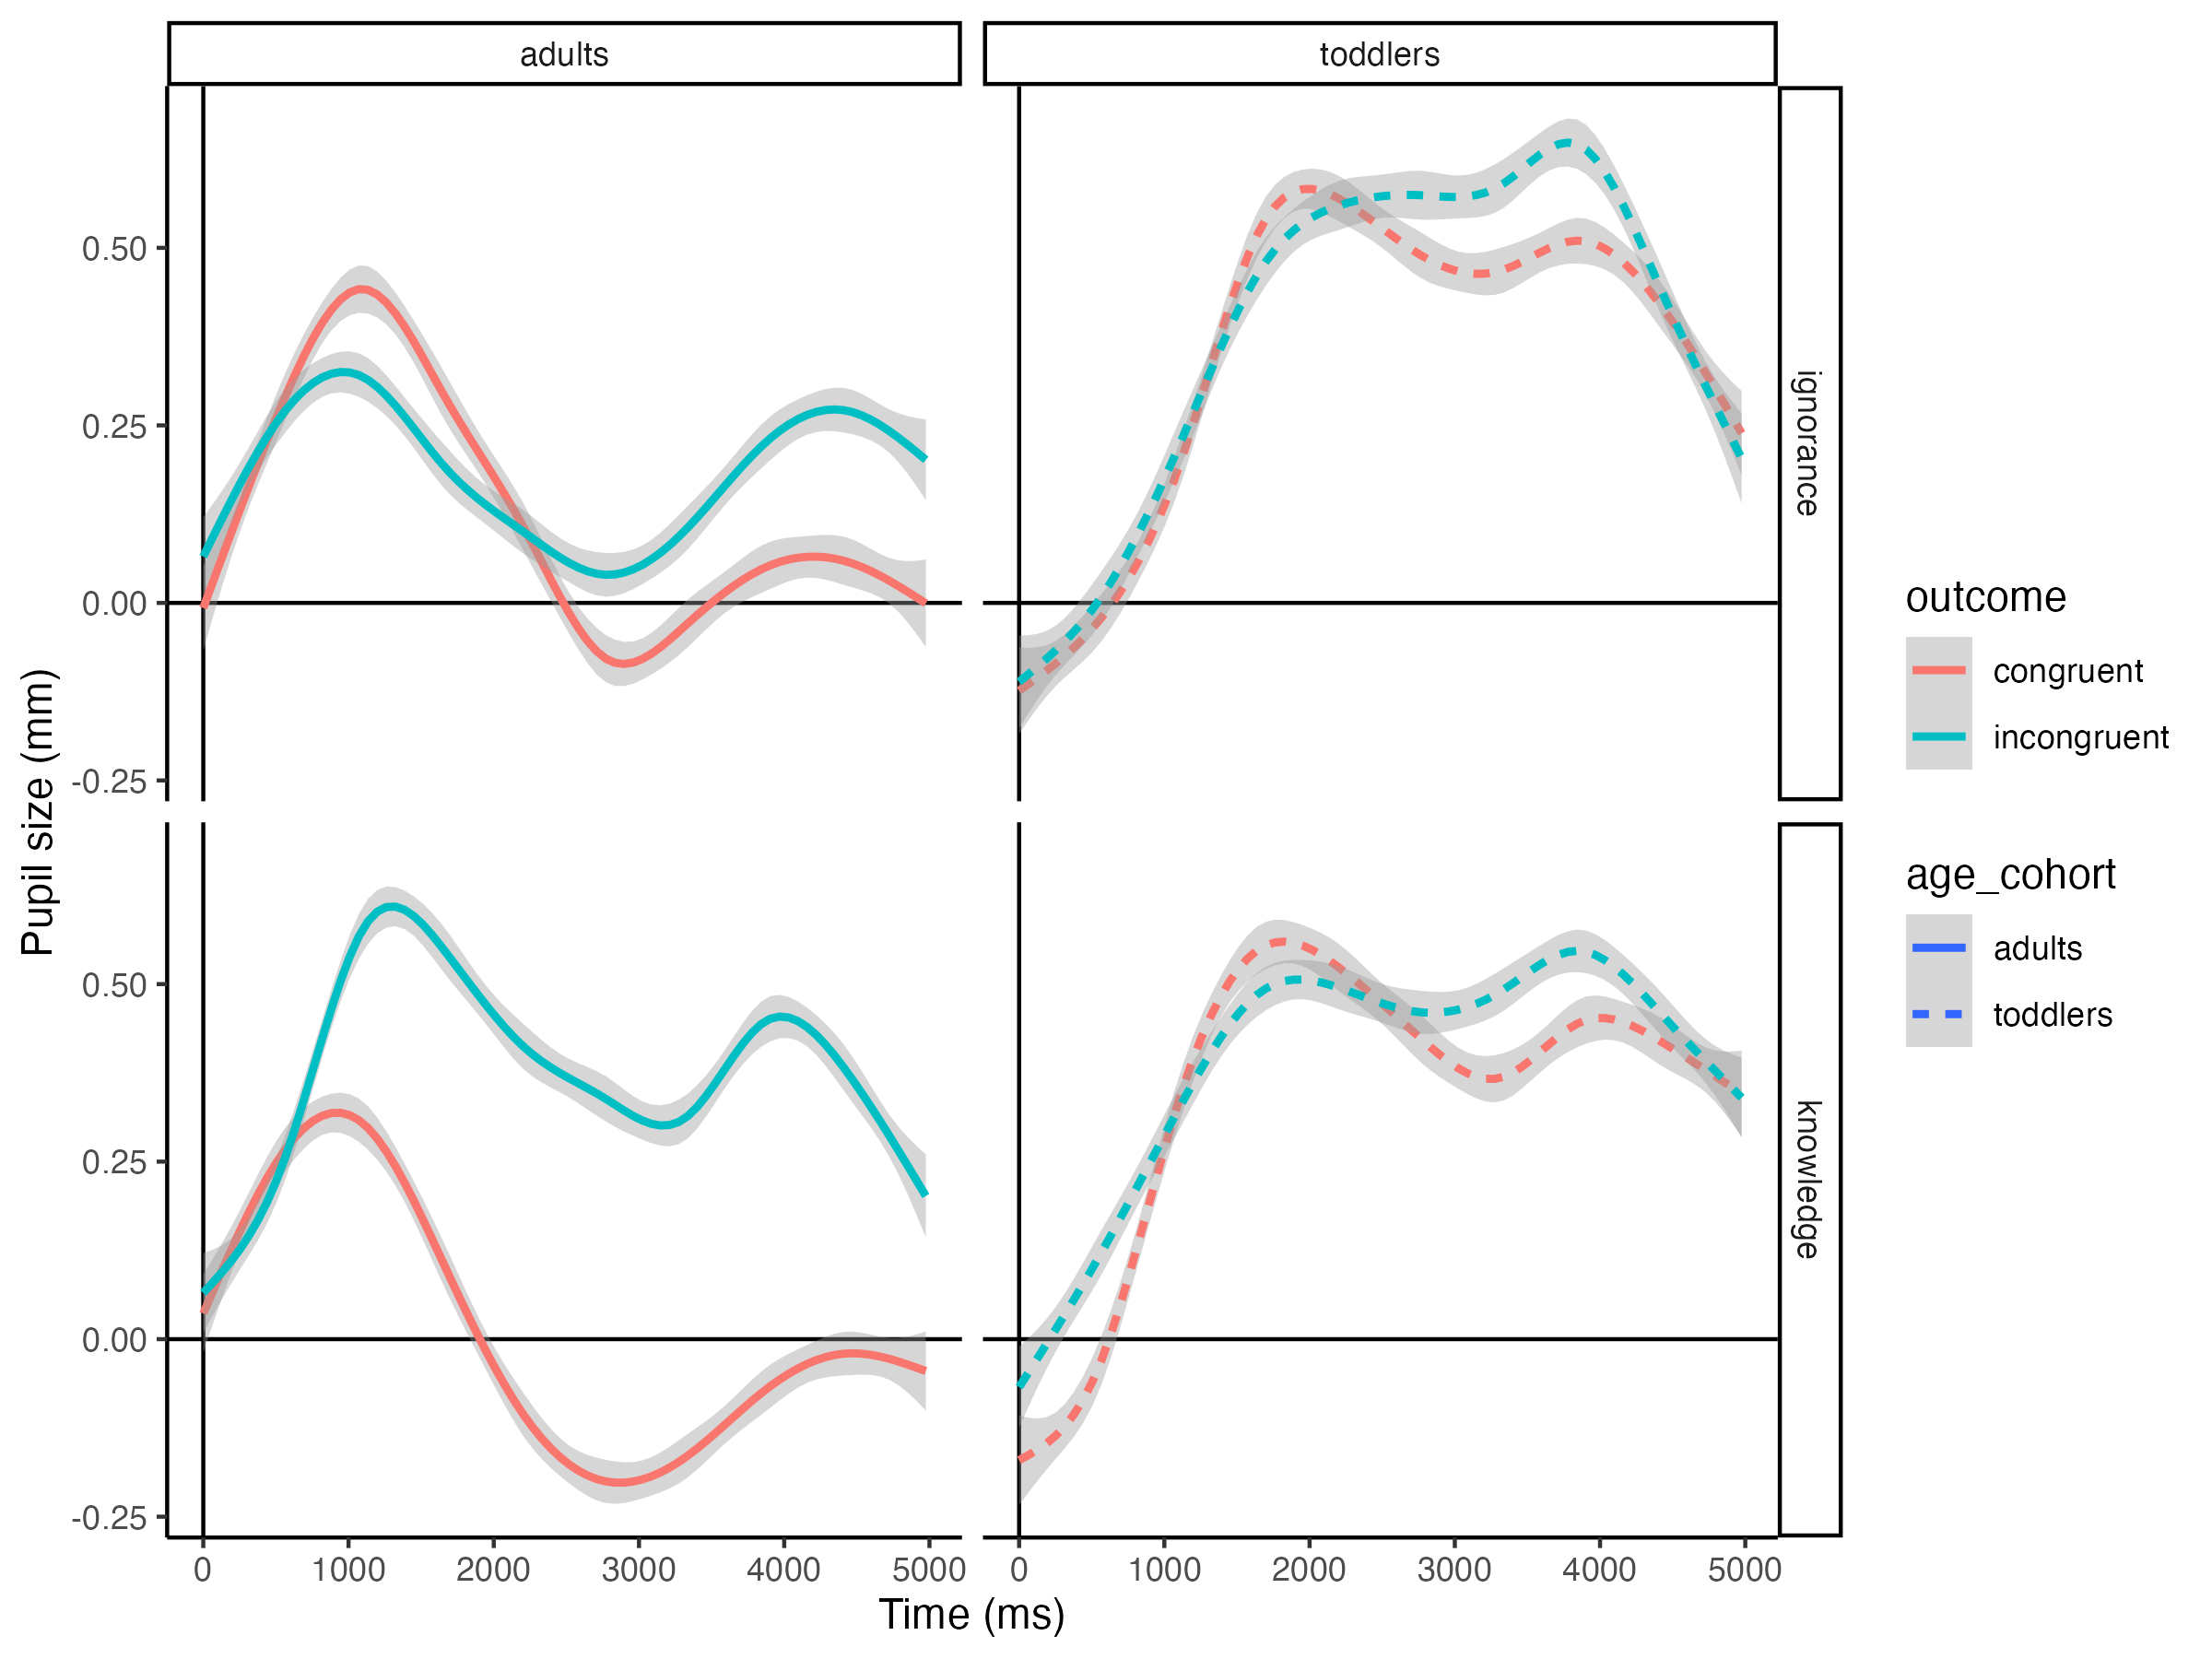 adults
toddlers
0.50
0.25
0.00
-0.25
ignorance
0.50
0.25
0.00
-0.25
knowledge
0 1000 2000 3000 4000 5000
0 1000 2000 3000 4000 5000
Time (ms)
Pupil size (mm)
outcome
congruent
incongruent
age_cohort
adults
toddlers